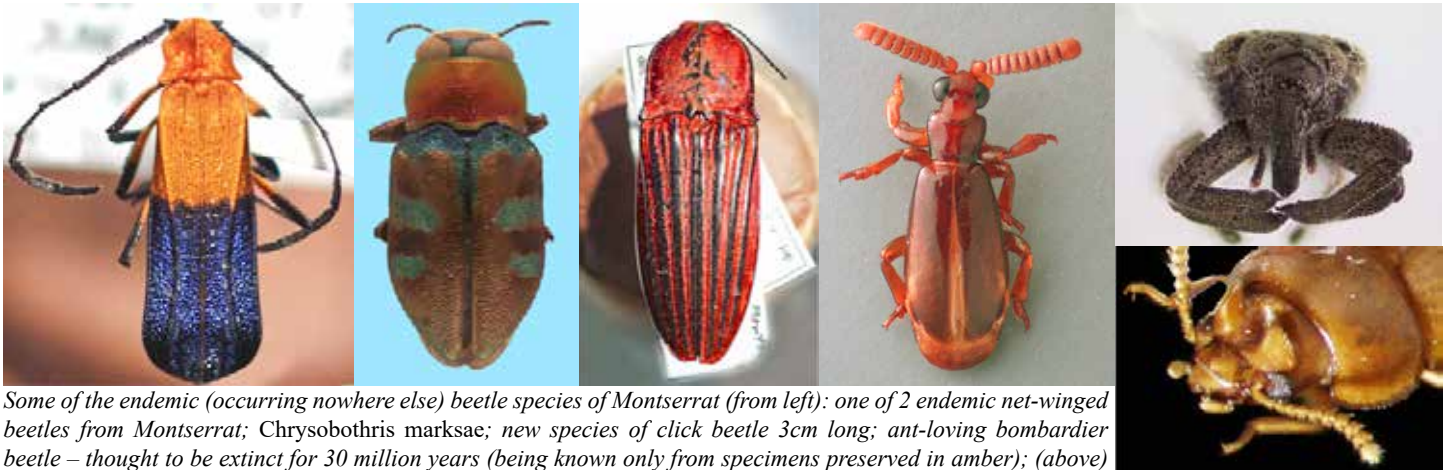 Some of the endemic (occurring nowhere else) beetle species of Montserrat (from left): one of 2 endemic net-winged
beetles from Montserrat; Chrysobothris marksae; new species of click beetle 3cm long; ant-loving bombardier
beetle – thought to be extinct for 30 million years (being known only from specimens preserved in amber); (above)